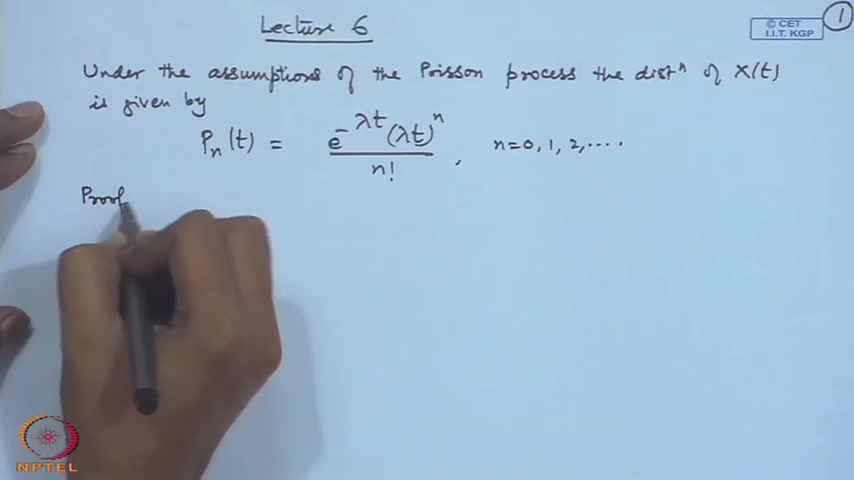 Lecture 6
© CET
I.I.T. KGP
1
Under the assumptions of the Poisson process the distⁿ of X(t)
is given by
Pₙ(t) = e^{-λt}(λt)^n / n! , n=0, 1, 2, ....
Proof
NPTEL